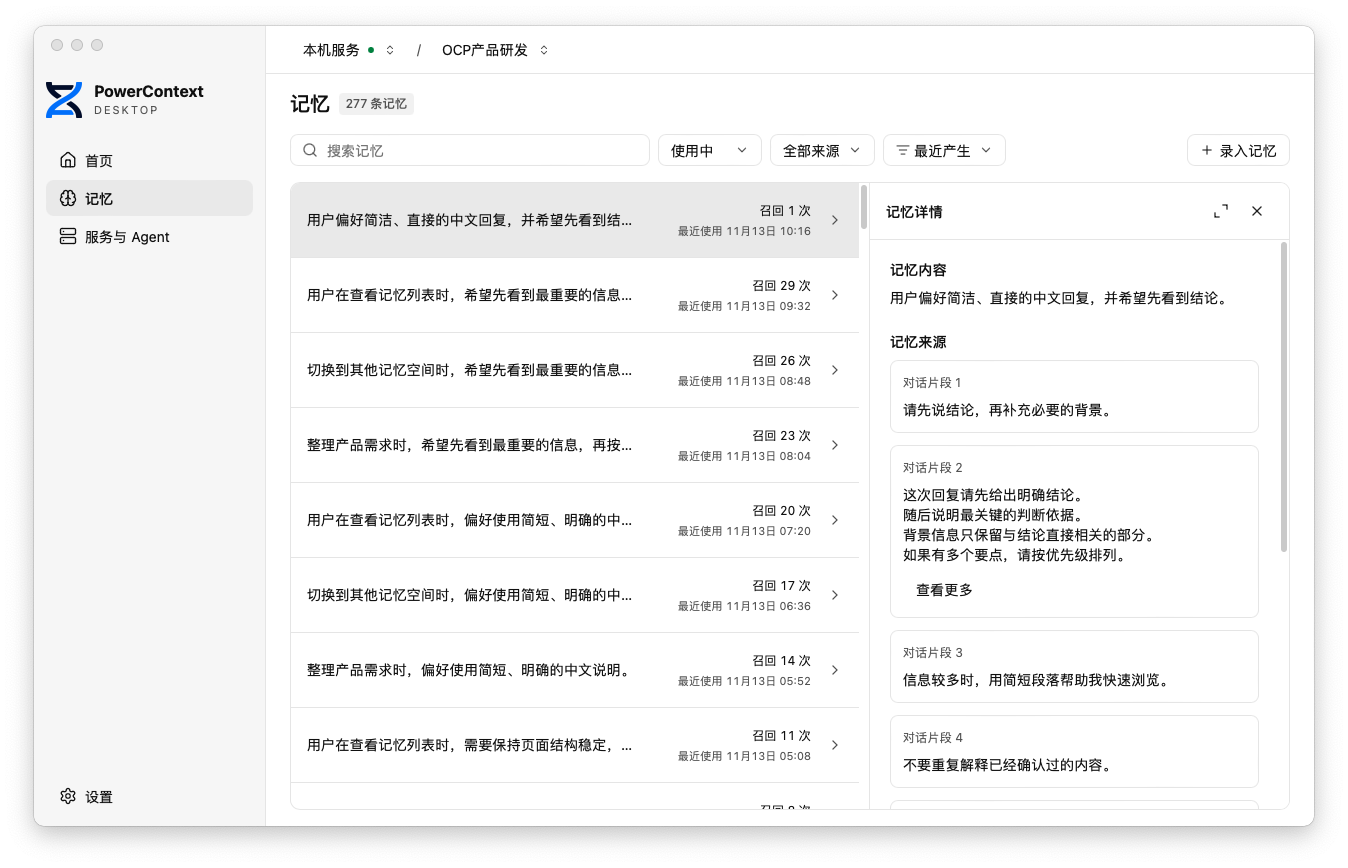 本机服务
/
OCP产品研发
PowerContext
DESKTOP
首页
记忆
服务与 Agent
设置
记忆
277 条记忆
搜索记忆
使用中
全部来源
最近产生
录入记忆
用户偏好简洁、直接的中文回复，并希望先看到结...
召回 1 次
最近使用 11月13日 10:16
用户在查看记忆列表时，希望先看到最重要的信息...
召回 29 次
最近使用 11月13日 09:32
切换到其他记忆空间时，希望先看到最重要的信息...
召回 26 次
最近使用 11月13日 08:48
整理产品需求时，希望先看到最重要的信息，再按...
召回 23 次
最近使用 11月13日 08:04
用户在查看记忆列表时，偏好使用简短、明确的中...
召回 20 次
最近使用 11月13日 07:20
切换到其他记忆空间时，偏好使用简短、明确的中...
召回 17 次
最近使用 11月13日 06:36
整理产品需求时，偏好使用简短、明确的中文说明。
召回 14 次
最近使用 11月13日 05:52
用户在查看记忆列表时，需要保持页面结构稳定，...
召回 11 次
最近使用 11月13日 05:08
记忆详情
记忆内容
用户偏好简洁、直接的中文回复，并希望先看到结论。
记忆来源
对话片段 1
请先说结论，再补充必要的背景。
对话片段 2
这次回复请先给出明确结论。
随后说明最关键的判断依据。
背景信息只保留与结论直接相关的部分。
如果有多个要点，请按优先级排列。
查看更多
对话片段 3
信息较多时，用简短段落帮助我快速浏览。
对话片段 4
不要重复解释已经确认过的内容。